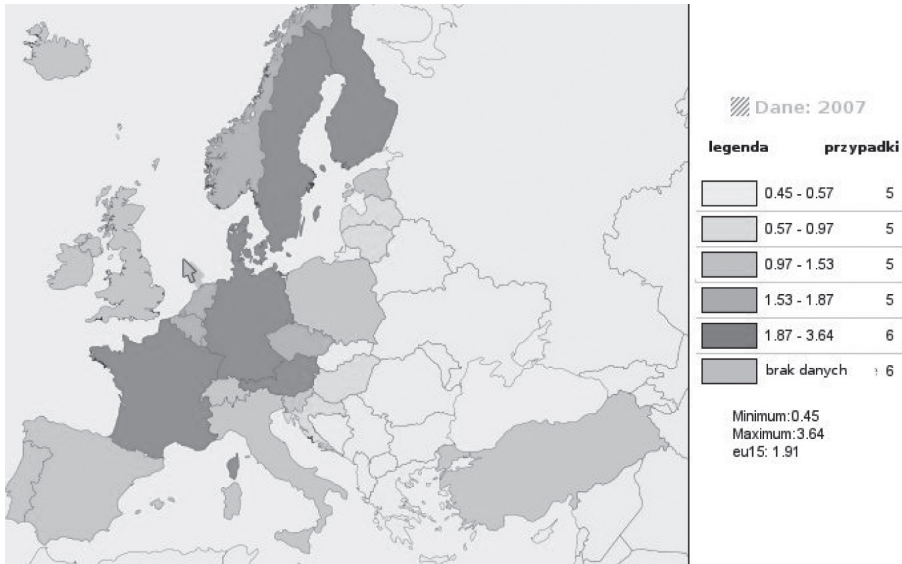 Dane: 2007
legenda przypadki
0.45 - 0.57 5
0.57 - 0.97 5
0.97 - 1.53 5
1.53 - 1.87 5
1.87 - 3.64 6
brak danych : 6
Minimum:0.45
Maximum:3.64
eu15: 1.91